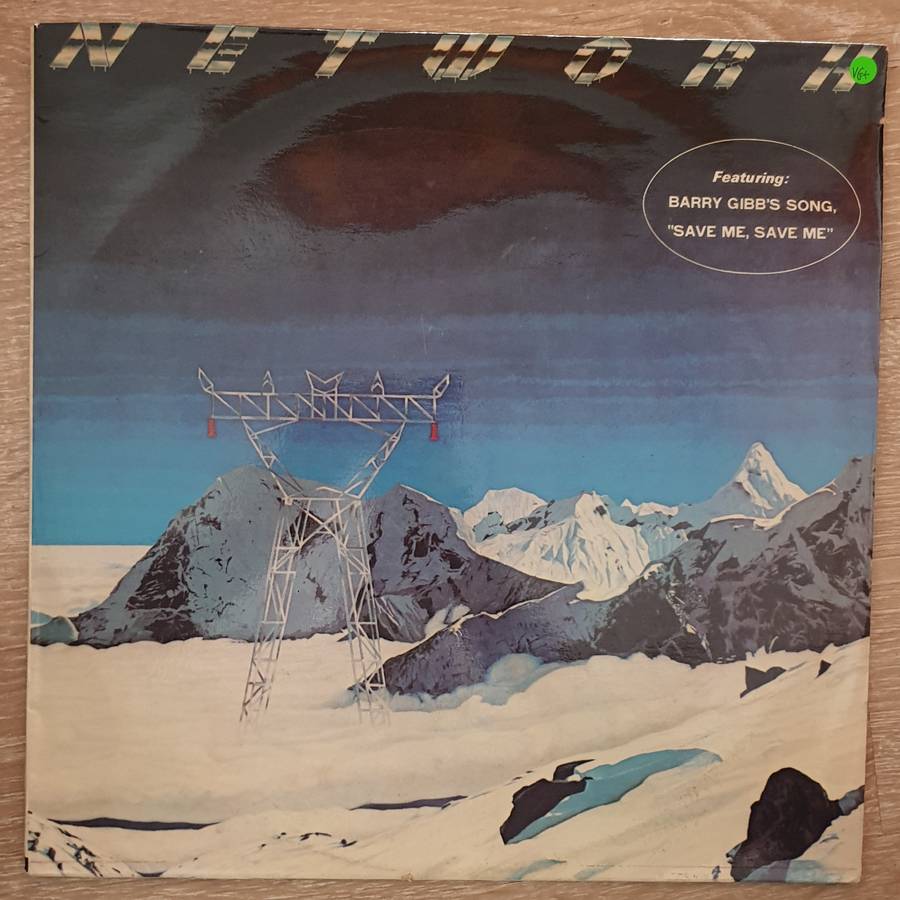 NETWORK
VG+
Featuring:
BARRY GIBB'S SONG,
"SAVE ME, SAVE ME"